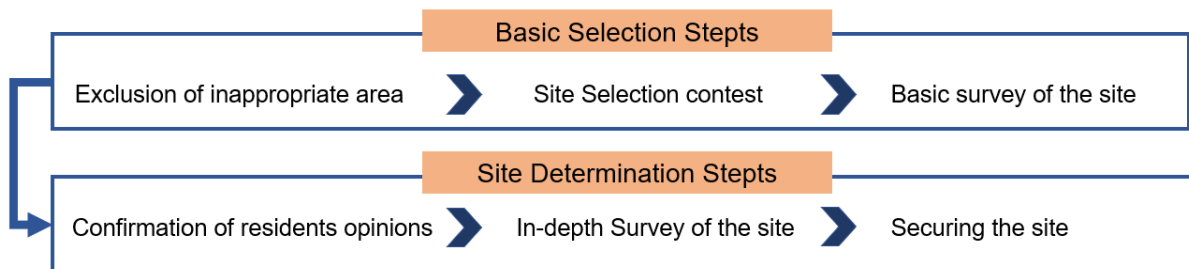 Basic Selection Stepts
Exclusion of inappropriate area
Site Selection contest
Basic survey of the site
Site Determination Stepts
Confirmation of residents opinions
In-depth Survey of the site
Securing the site